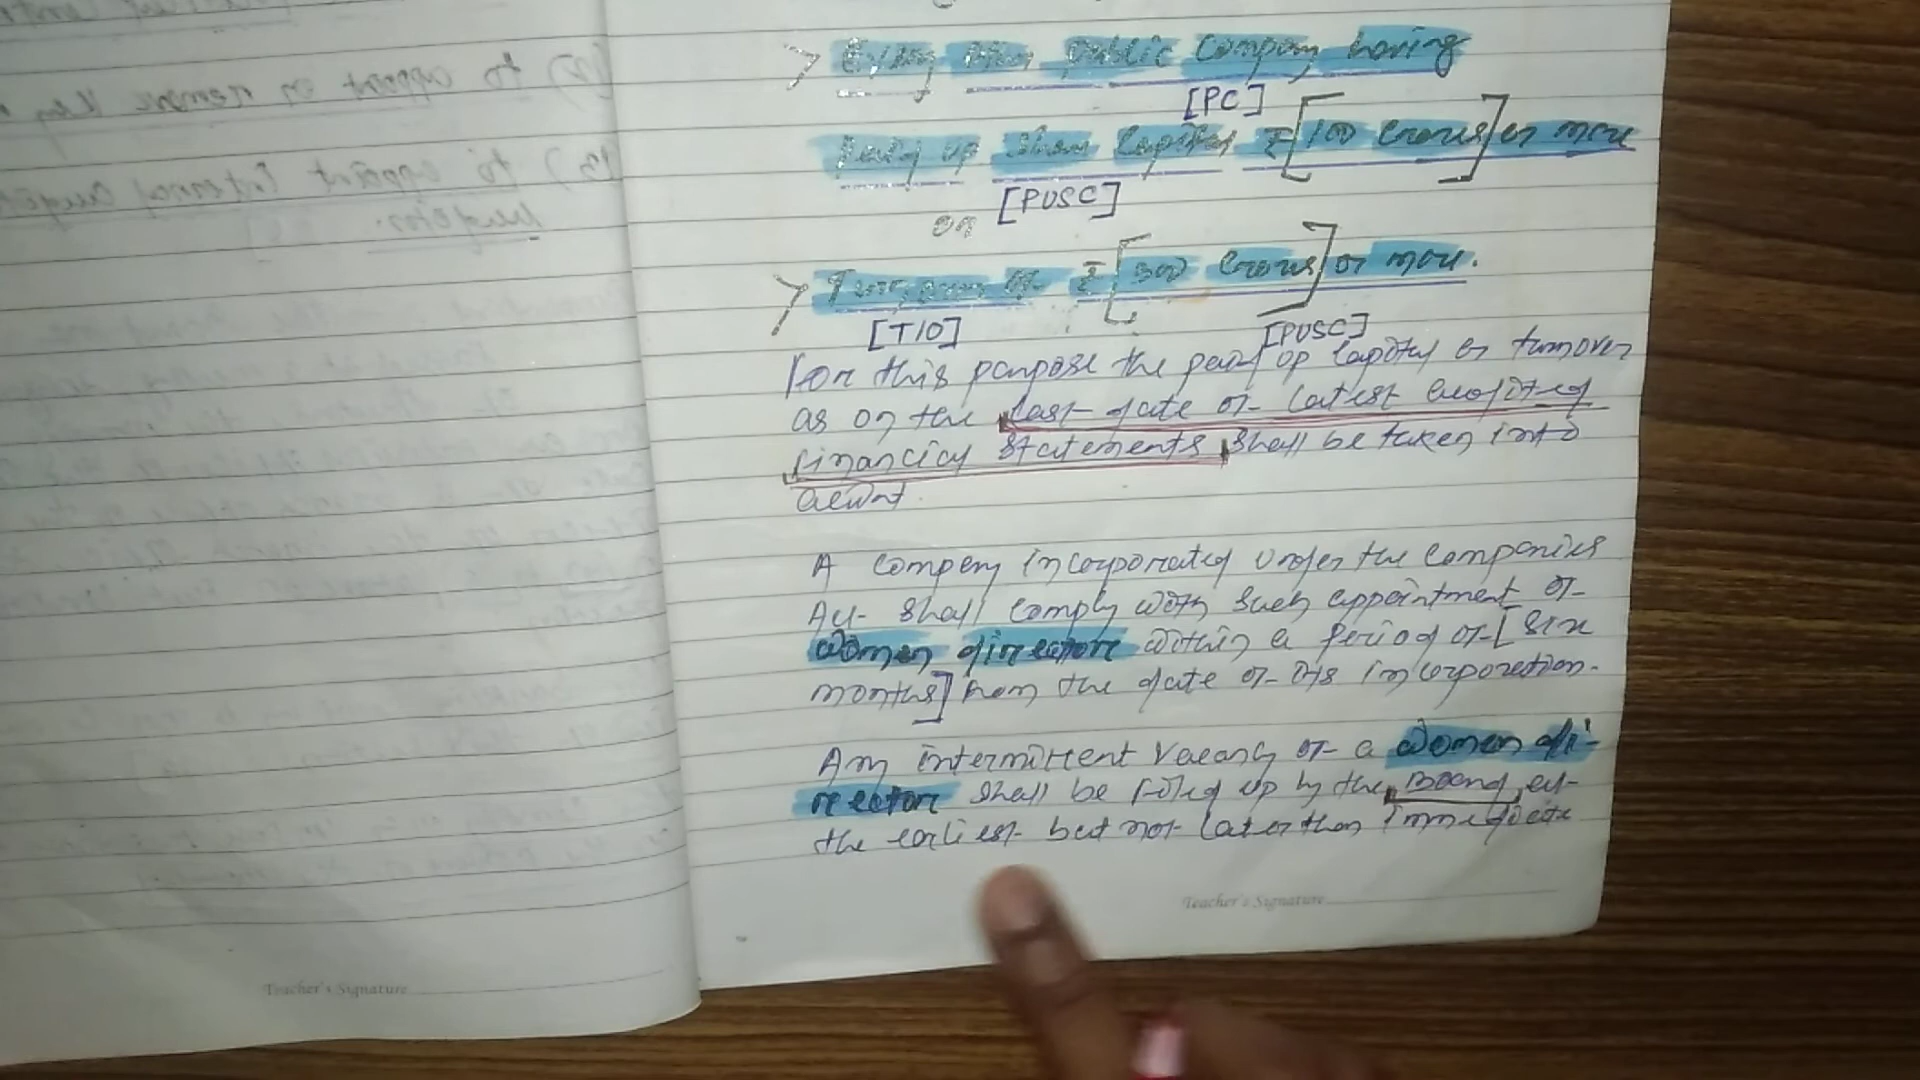 > Every other public company having
[PC]
paid up share capital ₹ [100 crores] or more
[PUSC]
or
> Turnover of ₹ [300 crores] or more.
[T/O] [PUSC]
For this purpose the paid up capital or turnover
as on the last date of latest audited
financial statements shall be taken into
account.
A company incorporated under the companies
Act shall comply with such appointment of
women director within a period of [six
months] from the date of its incorporation.
Any intermittent vacancy of a women di-
rector shall be filled up by the Board, at
the earliest but not later than immediate
Teacher's Signature
Teacher's Signature